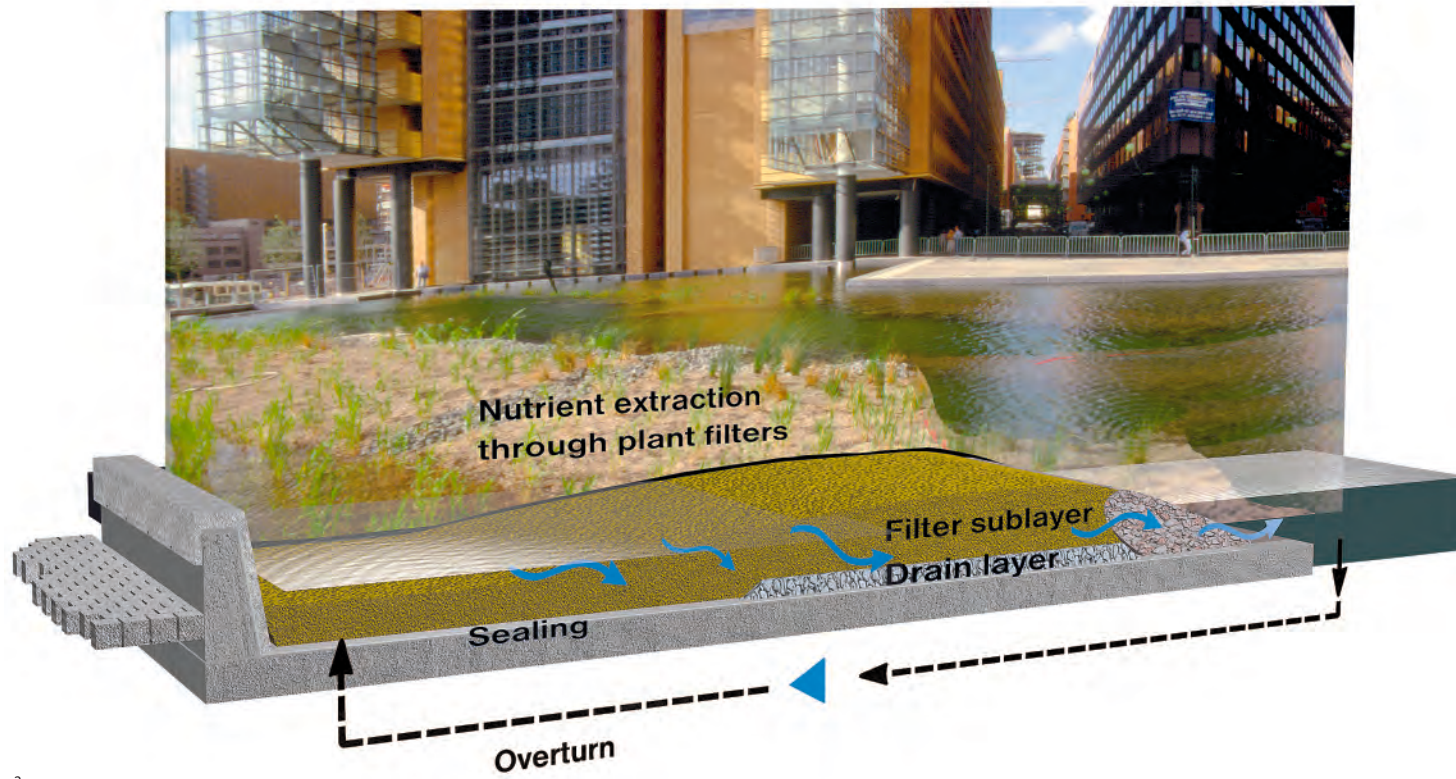 Nutrient extraction
through plant filters
Filter sublayer
Drain layer
Sealing
Overturn